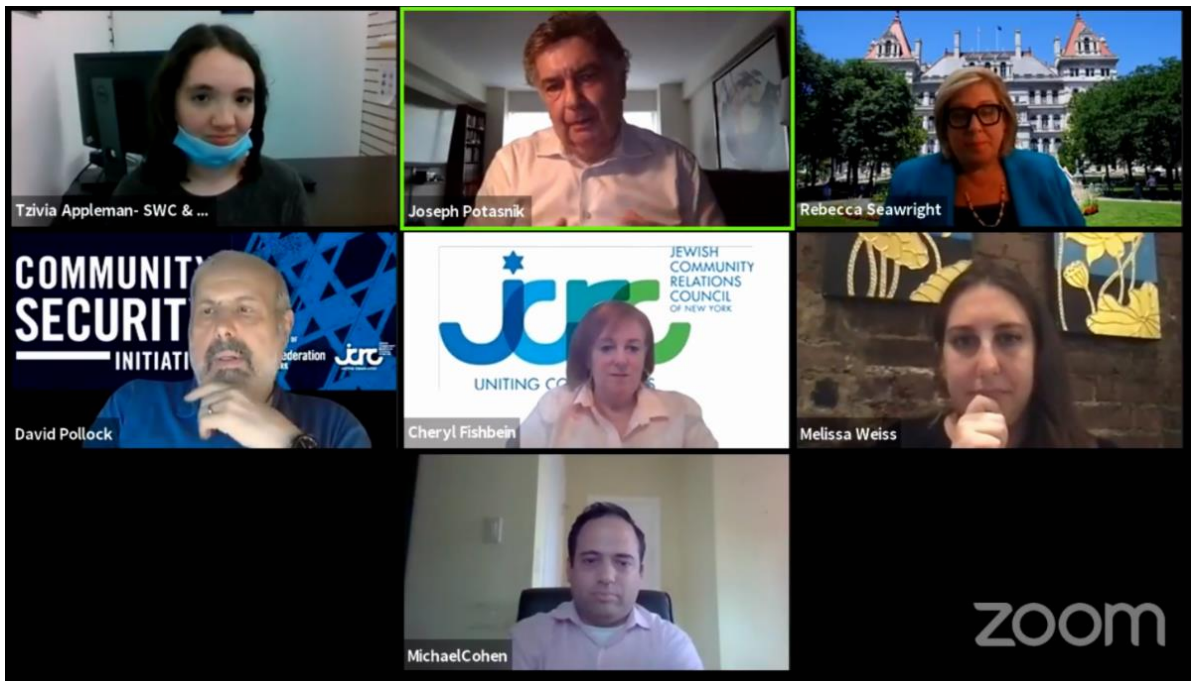 Tzivia Appleman- SWC & ...
Joseph Potasnik
Rebecca Seawright
COMMUNITY
SECURIT
INITIATI
ederation
jcrc
David Pollock
jcrc
JEWISH
COMMUNITY
RELATIONS
COUNCIL
OF NEW YORK
UNITING CO
S
Cheryl Fishbein
Melissa Weiss
MichaelCohen
zoom